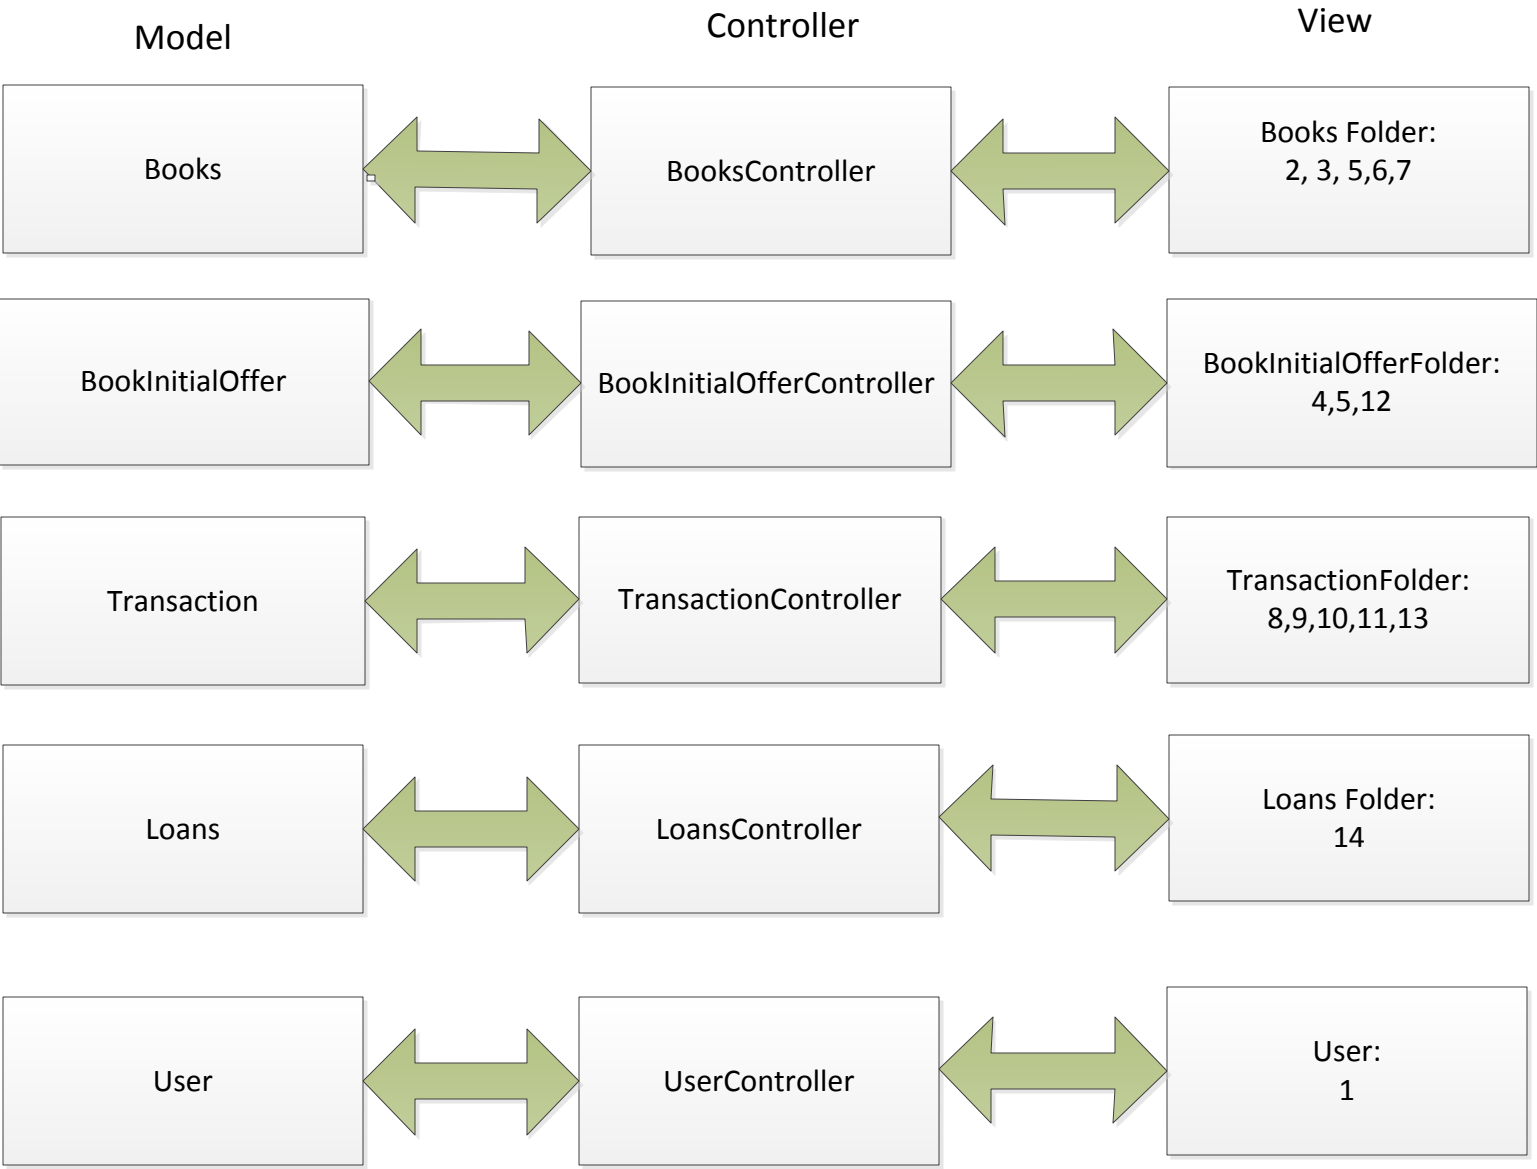 Model
Controller
View
Books
BooksController
Books Folder:
2, 3, 5,6,7
BookInitialOffer
BookInitialOfferController
BookInitialOfferFolder:
4,5,12
Transaction
TransactionController
TransactionFolder:
8,9,10,11,13
Loans
LoansController
Loans Folder:
14
User
UserController
User:
1